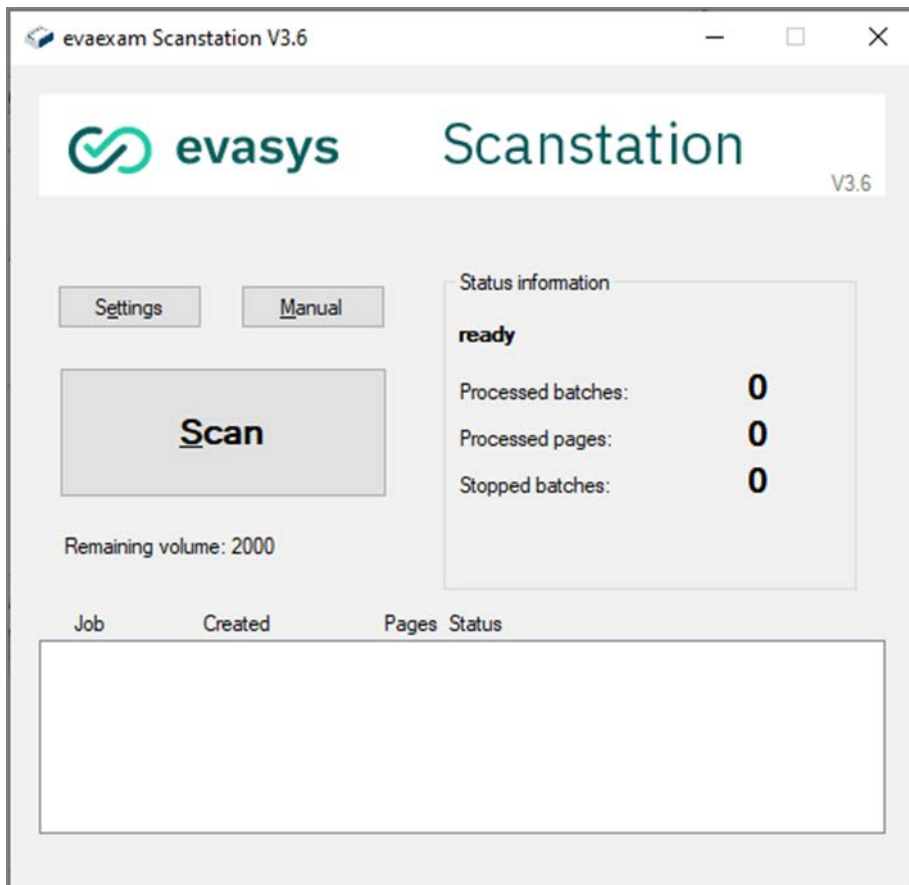 evaexam Scanstation V3.6
evasys Scanstation
V3.6
Settings Manual
Scan
Remaining volume: 2000
Status information
ready
Processed batches: 0
Processed pages: 0
Stopped batches: 0
Job Created Pages Status